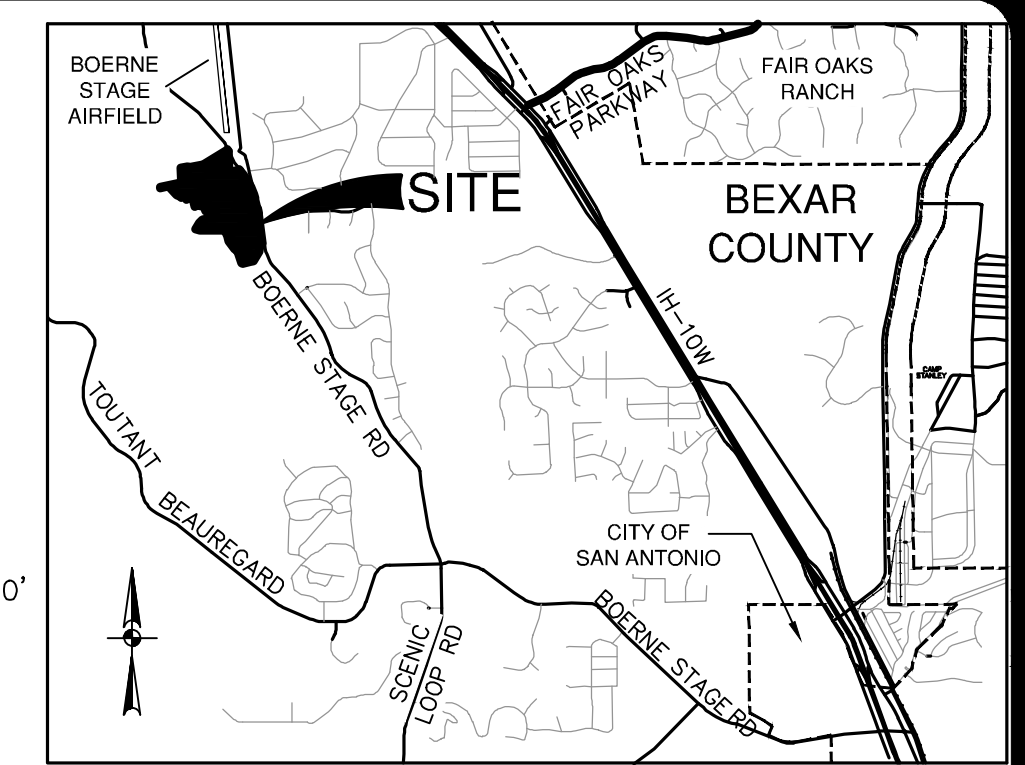 BOERNE
STAGE
AIRFIELD
FAIR OAKS
PARKWAY
FAIR OAKS
RANCH
SITE
BEXAR
COUNTY
BOERNE STAGE RD
IH-10W
CAMP
STANLEY
TOUTANT
BEAUREGARD
CITY OF
SAN ANTONIO
0'
SCENIC
LOOP RD
BOERNE STAGE RD